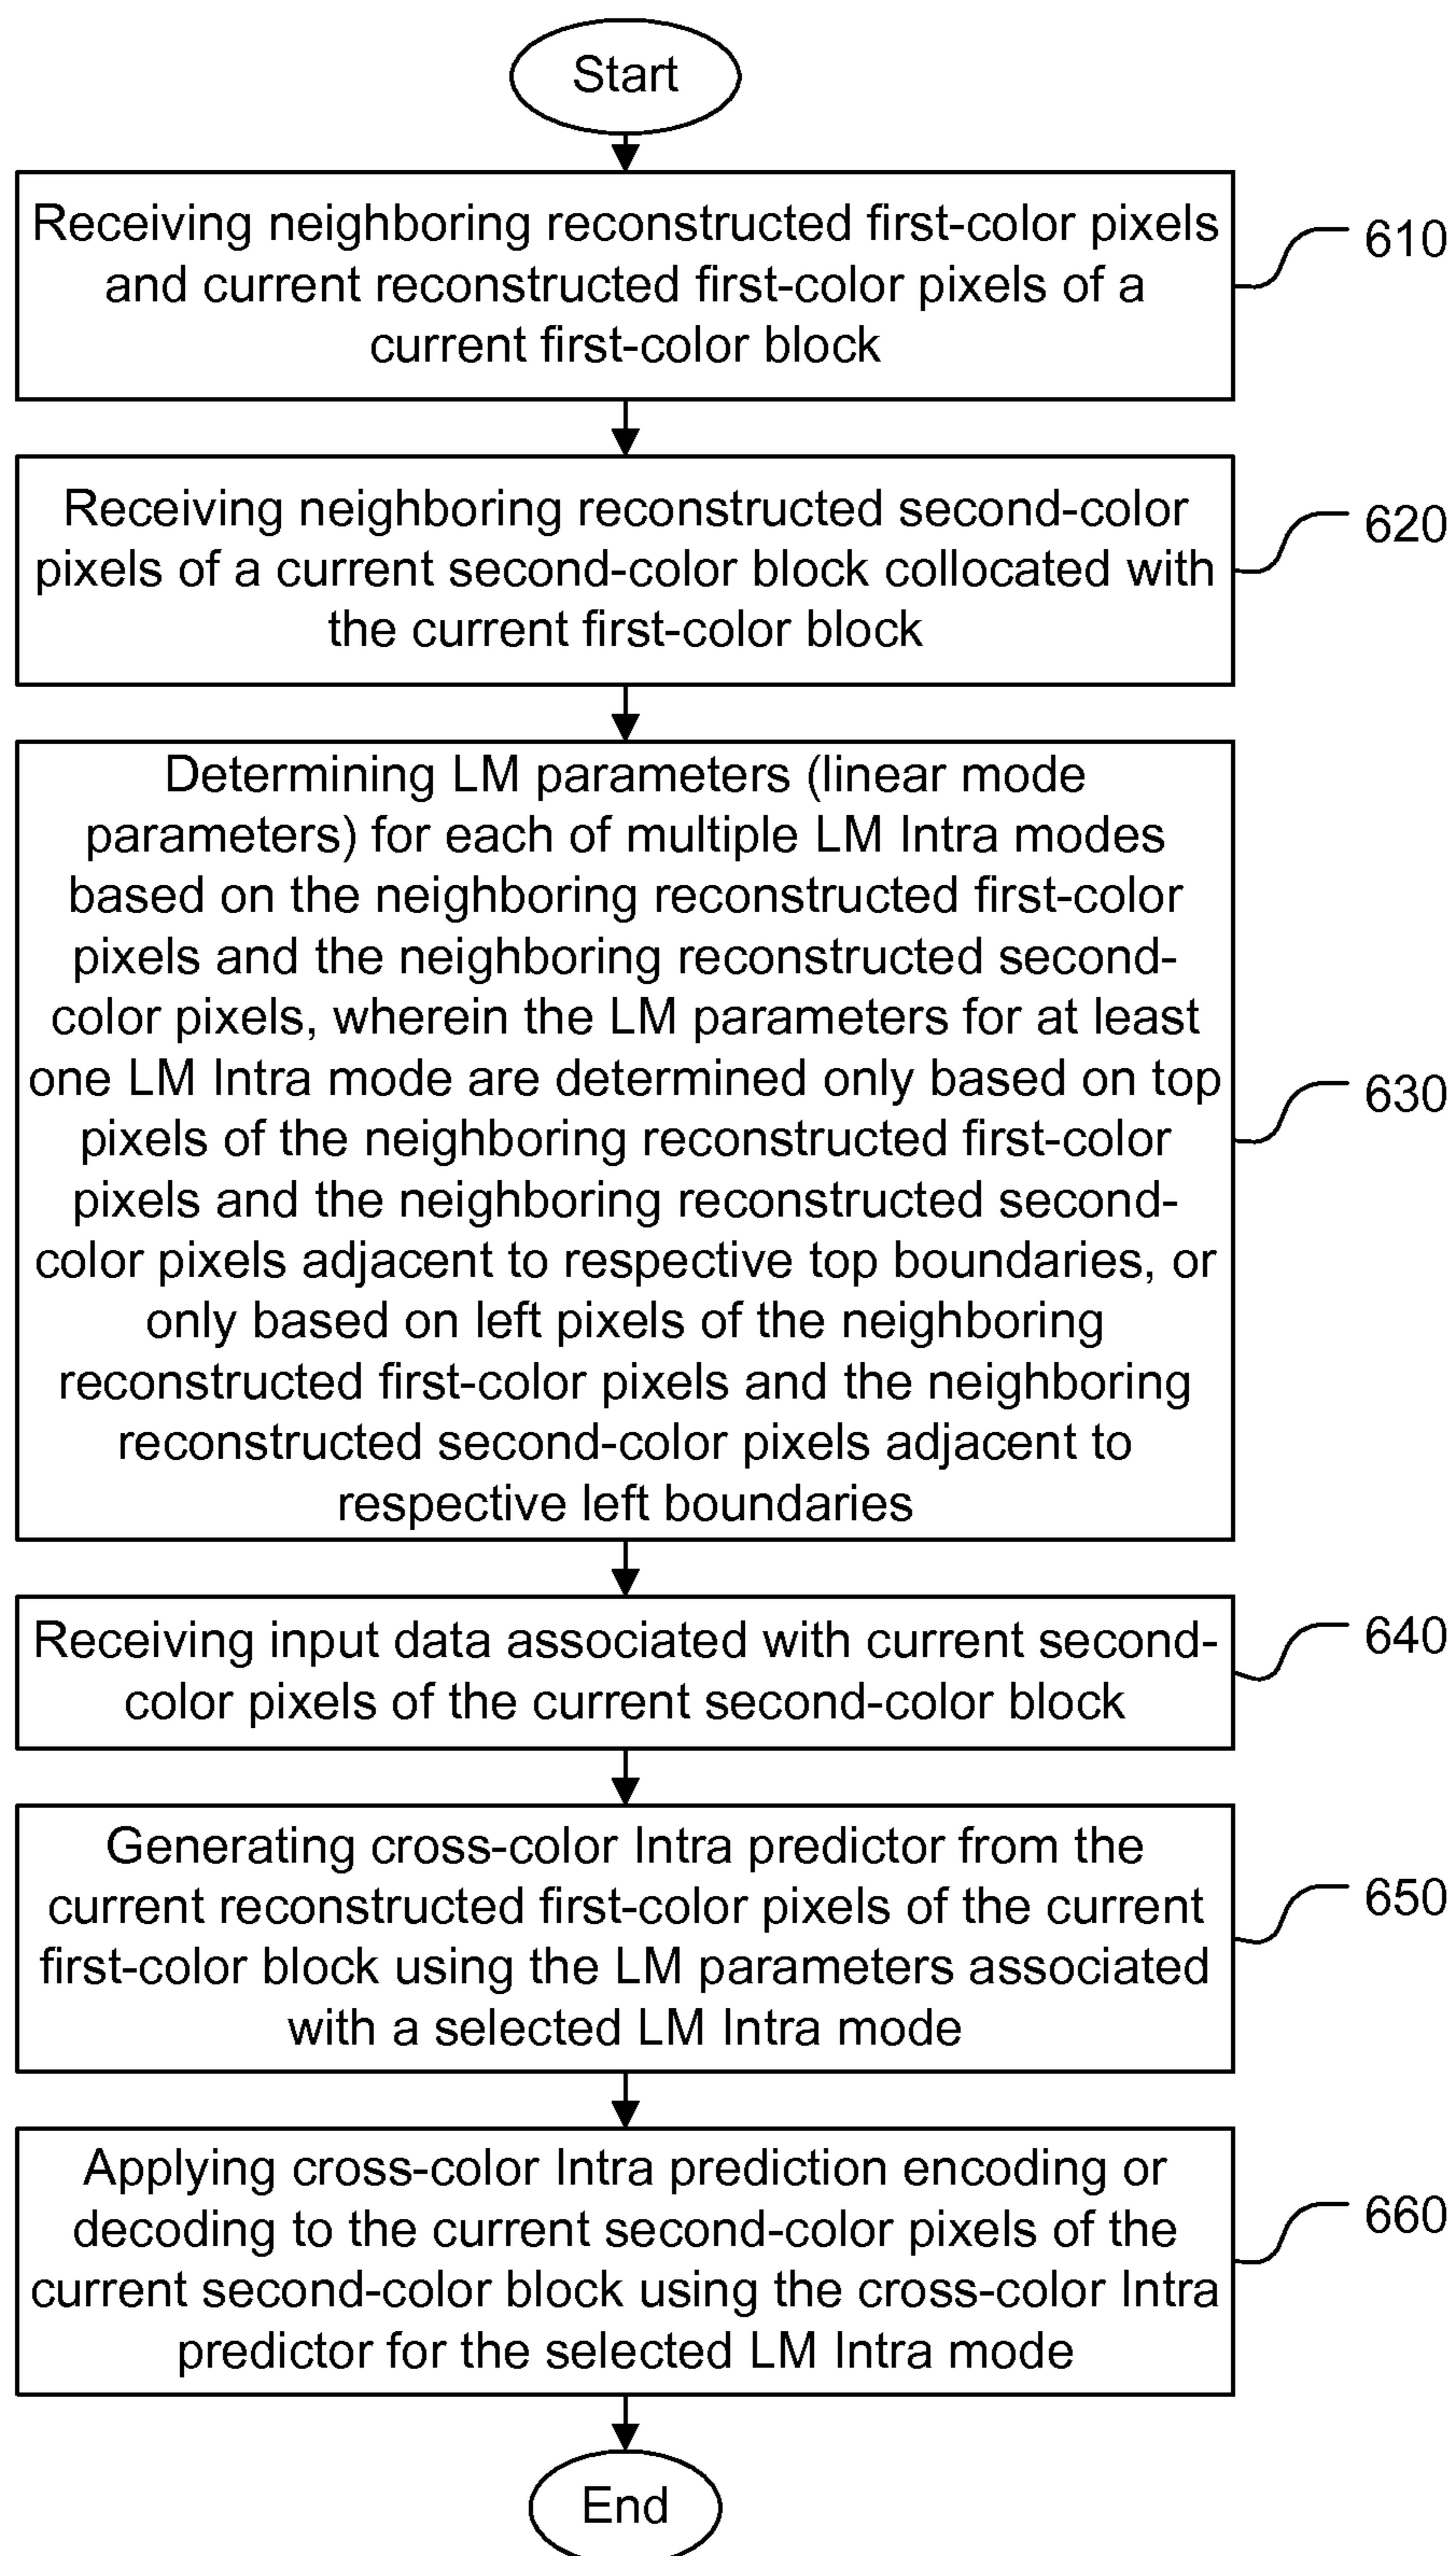 Start
Receiving neighboring reconstructed first-color pixels
and current reconstructed first-color pixels of a
current first-color block
610
Receiving neighboring reconstructed second-color
pixels of a current second-color block collocated with
the current first-color block
620
Determining LM parameters (linear mode
parameters) for each of multiple LM Intra modes
based on the neighboring reconstructed first-color
pixels and the neighboring reconstructed second-
color pixels, wherein the LM parameters for at least
one LM Intra mode are determined only based on top
pixels of the neighboring reconstructed first-color
pixels and the neighboring reconstructed second-
color pixels adjacent to respective top boundaries, or
only based on left pixels of the neighboring
reconstructed first-color pixels and the neighboring
reconstructed second-color pixels adjacent to
respective left boundaries
630
Receiving input data associated with current second-
color pixels of the current second-color block
640
Generating cross-color Intra predictor from the
current reconstructed first-color pixels of the current
first-color block using the LM parameters associated
with a selected LM Intra mode
650
Applying cross-color Intra prediction encoding or
decoding to the current second-color pixels of the
current second-color block using the cross-color Intra
predictor for the selected LM Intra mode
660
End